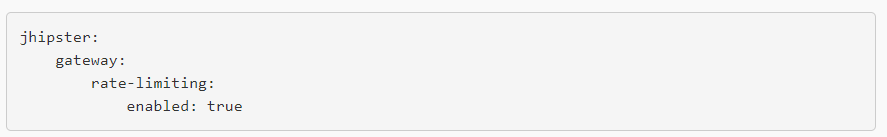 jhipster:
    gateway:
        rate-limiting:
            enabled: true